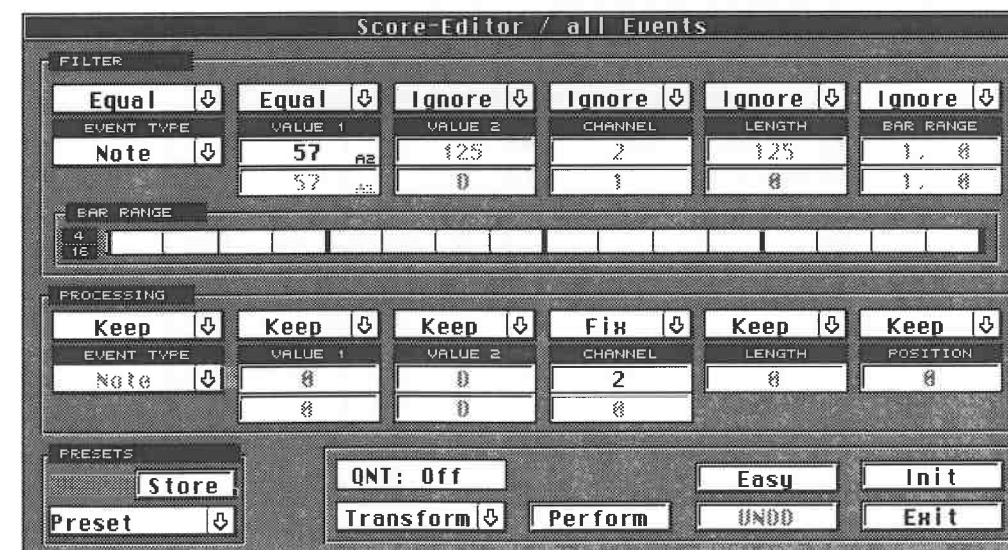 Score-Editor / all Events
FILTER
Equal Equal Ignore Ignore Ignore Ignore
EVENT TYPE VALUE 1 VALUE 2 CHANNEL LENGTH BAR RANGE
Note 57 A2 125 2 125 1. 0
57 A2 0 1 0 1. 0
BAR RANGE
4
16
PROCESSING
Keep Keep Keep Fix Keep Keep
EVENT TYPE VALUE 1 VALUE 2 CHANNEL LENGTH POSITION
Note 0 0 2 0 0
0 0 0
PRESETS
Store QNT: Off Easy Init
Preset Transform Perform UNDO Exit